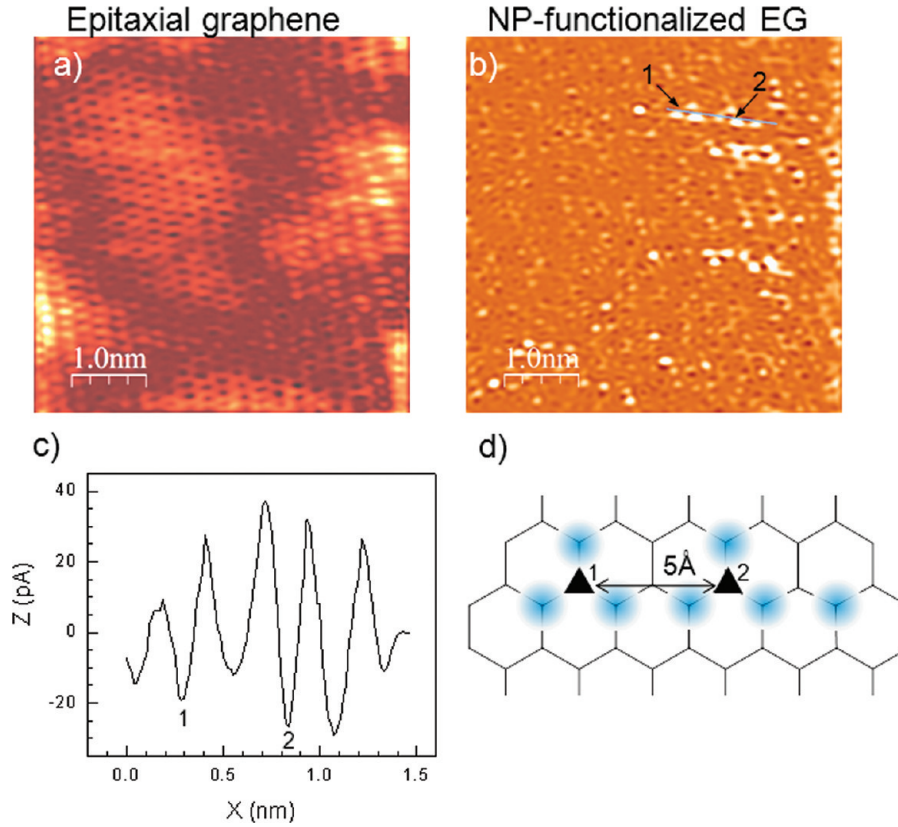 Epitaxial graphene
NP-functionalized EG
a)
b)
1
2
1.0nm
1.0nm
c)
d)
40
20
0
-20
Z (pA)
1
2
0.0
0.5
1.0
1.5
X (nm)
1
5Å
2